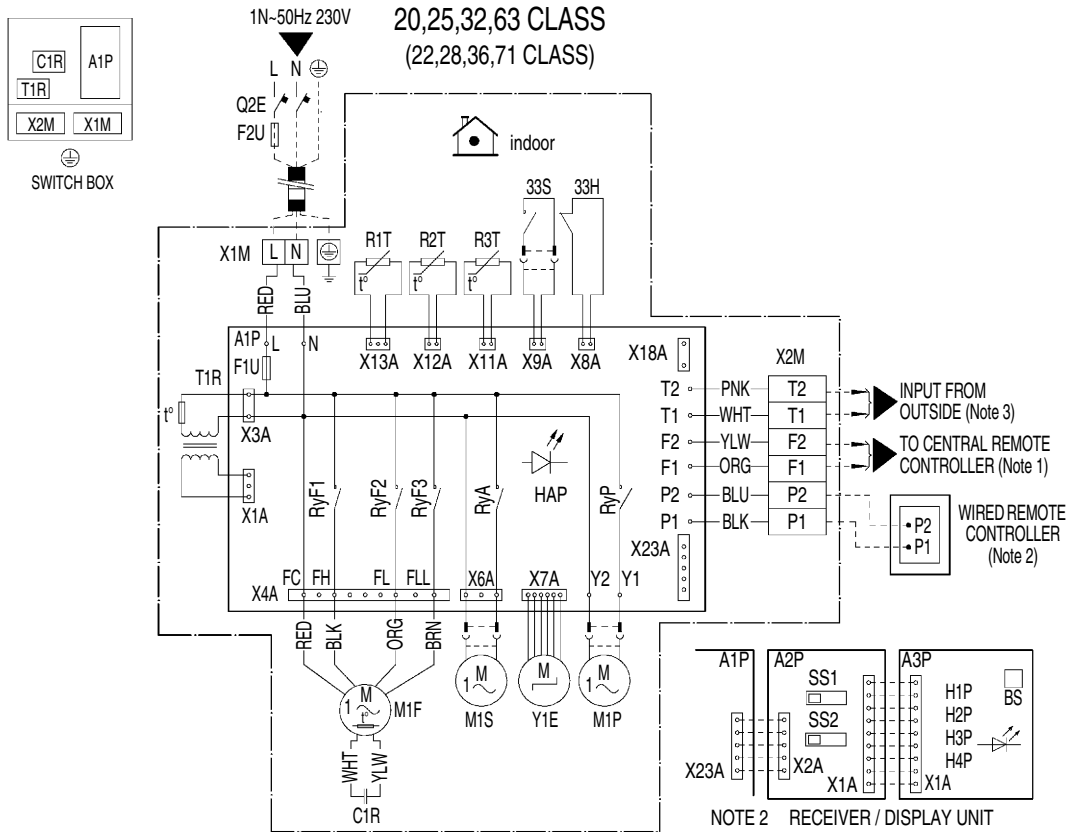 1N~50Hz 230V
20,25,32,63 CLASS
(22,28,36,71 CLASS)
C1R
A1P
T1R
X2M
X1M
SWITCH BOX
L N
Q2E
F2U
indoor
X1M
L N
RED
BLU
R1T
R2T
R3T
33S
33H
t°
t°
t°
A1P
L
N
F1U
X13A
X12A
X11A
X9A
X8A
X18A
X2M
T1R
t°
X3A
X1A
T2 PNK T2
T1 WHT T1
F2 YLW F2
F1 ORG F1
P2 BLU P2
P1 BLK P1
INPUT FROM
OUTSIDE (Note 3)
TO CENTRAL REMOTE
CONTROLLER (Note 1)
P2
P1
WIRED REMOTE
CONTROLLER
(Note 2)
HAP
RyF1
RyF2
RyF3
RyA
RyP
X23A
X4A
FC
FH
FL
FLL
X6A
X7A
Y2
Y1
RED
BLK
ORG
BRN
M
1
t°
M1F
WHT
YLW
C1R
M
1
M1S
M
Y1E
M
1
M1P
A1P
X23A
A2P
SS1
SS2
X2A
X1A
A3P
BS
H1P
H2P
H3P
H4P
X1A
NOTE 2 RECEIVER / DISPLAY UNIT